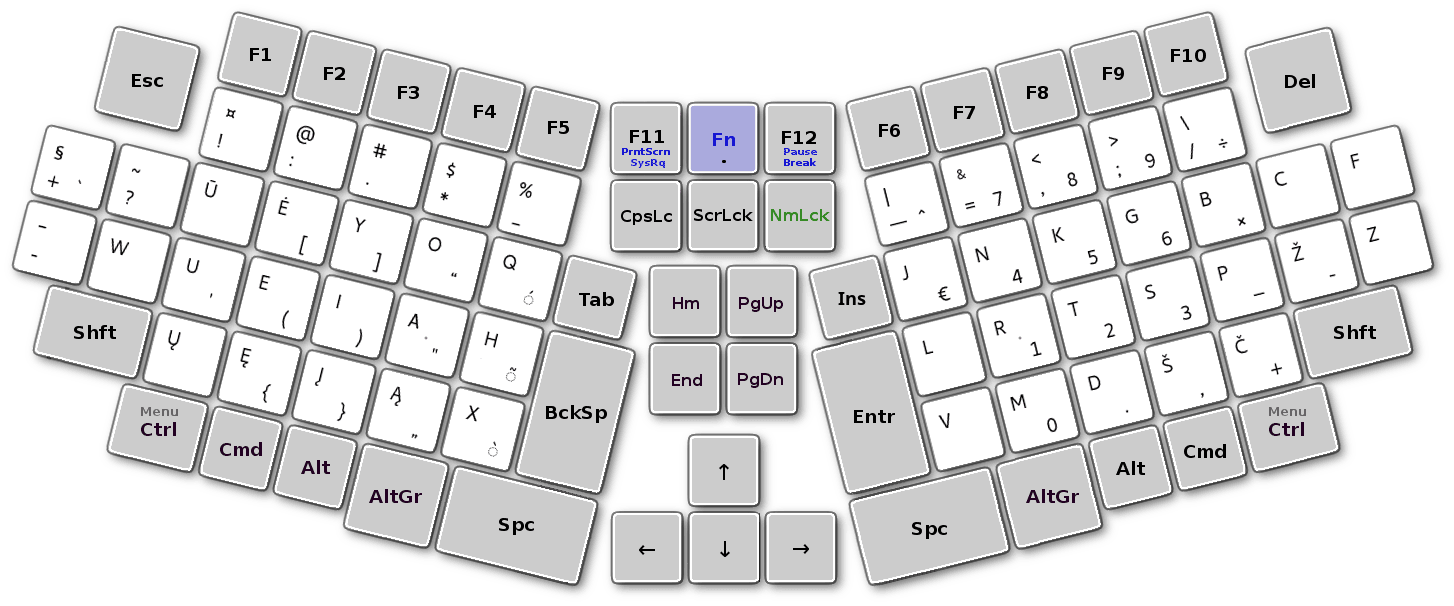 Esc
F1
F2
F3
F4
F5
F11
PrntScrn
SysRq
Fn
.
F12
Pause
Break
F6
F7
F8
F9
F10
Del
§
+ `
~
?
¤
!
@
:
#
.
$
*
%
_
CpsLc
ScrLck
NmLck
|
— ^
&
= 7
<
, 8
>
; 9
\
/ ÷
C
F
-
W
Ū
Ė
[
Y
]
O
“
Q
Tab
Hm
PgUp
Ins
J
€
N
4
K
5
G
6
B
×
Ž
-
Z
Shft
U
'
E
(
I
)
A
"
H
BckSp
End
PgDn
Entr
L
R
1
T
2
S
3
P
–
Shft
Menu
Ctrl
Ų
Ę
{
Į
}
Ą
„
X
↑
V
M
0
D
.
Š
,
Č
+
Menu
Ctrl
Cmd
Alt
AltGr
Spc
←
↓
→
Spc
AltGr
Alt
Cmd